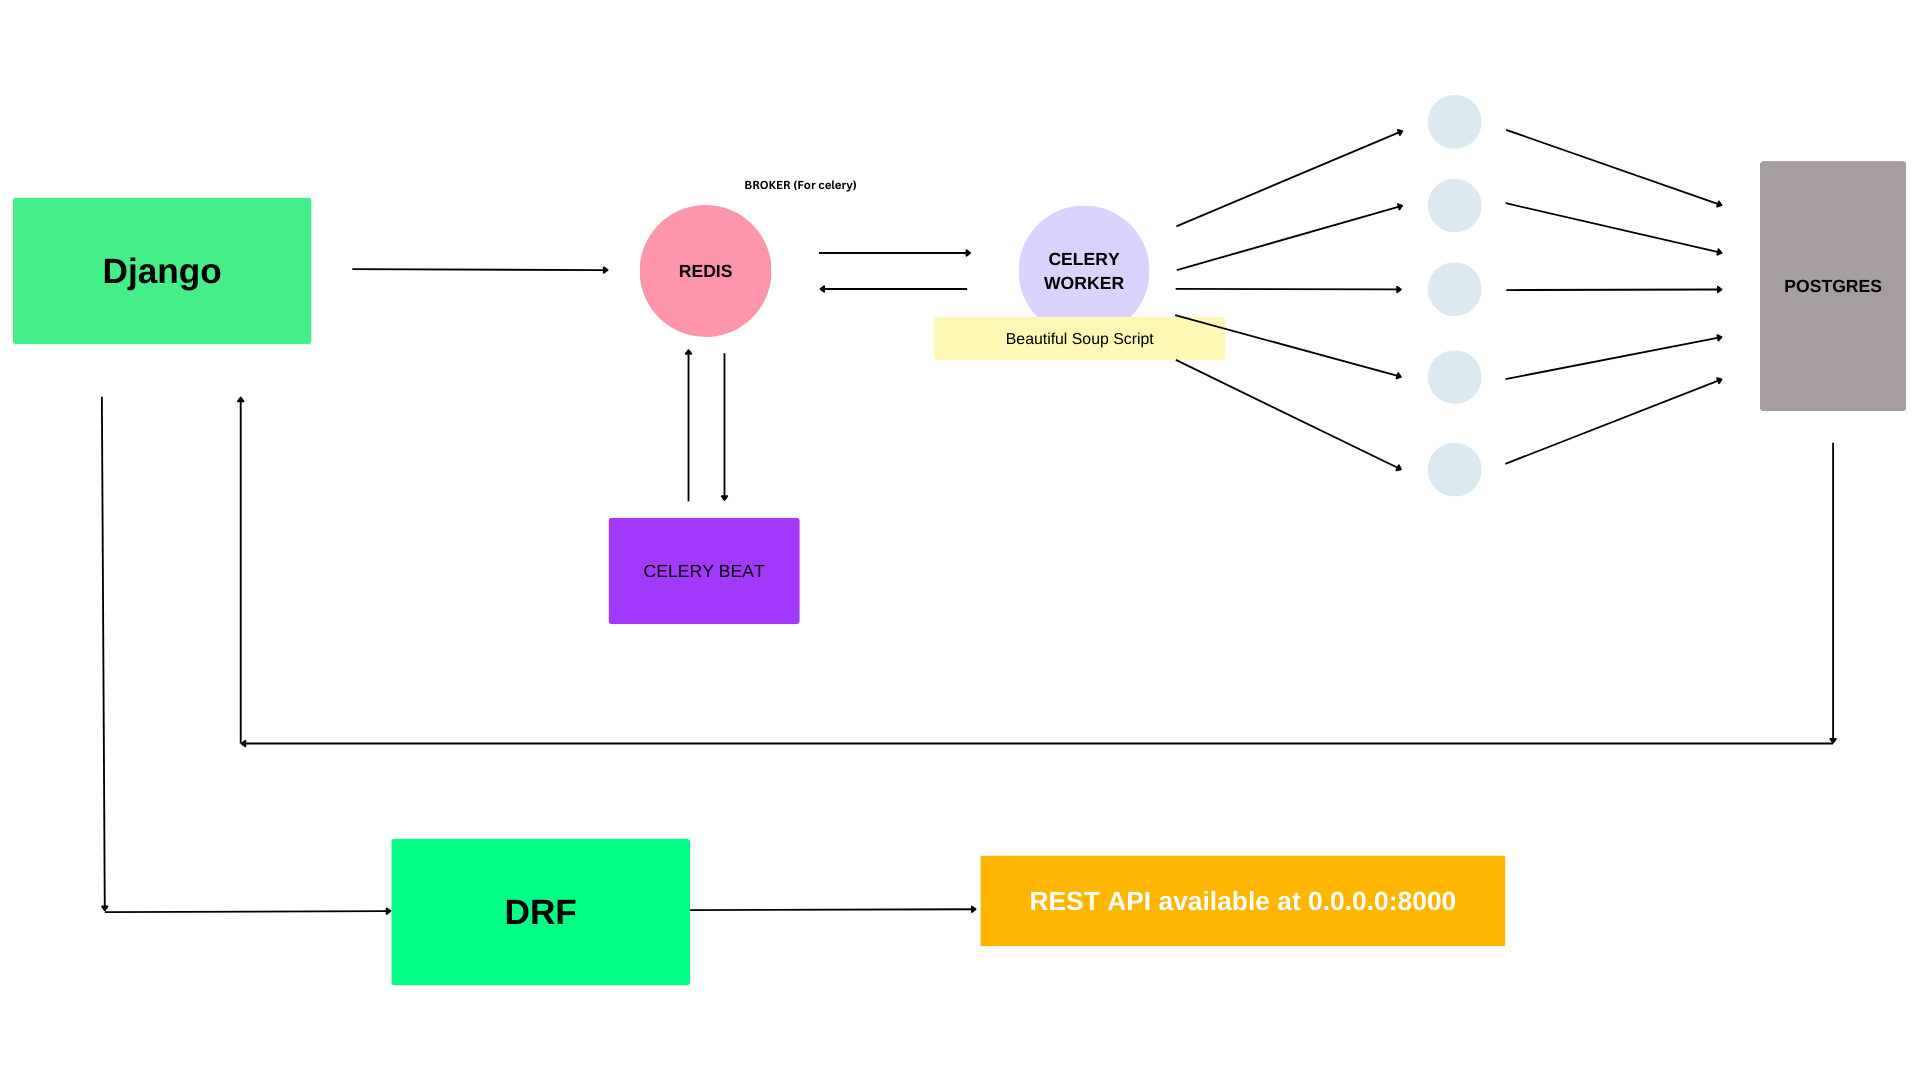 BROKER (For celery)
Django
REDIS
CELERY
WORKER
POSTGRES
Beautiful Soup Script
CELERY BEAT
DRF
REST API available at 0.0.0.0:8000